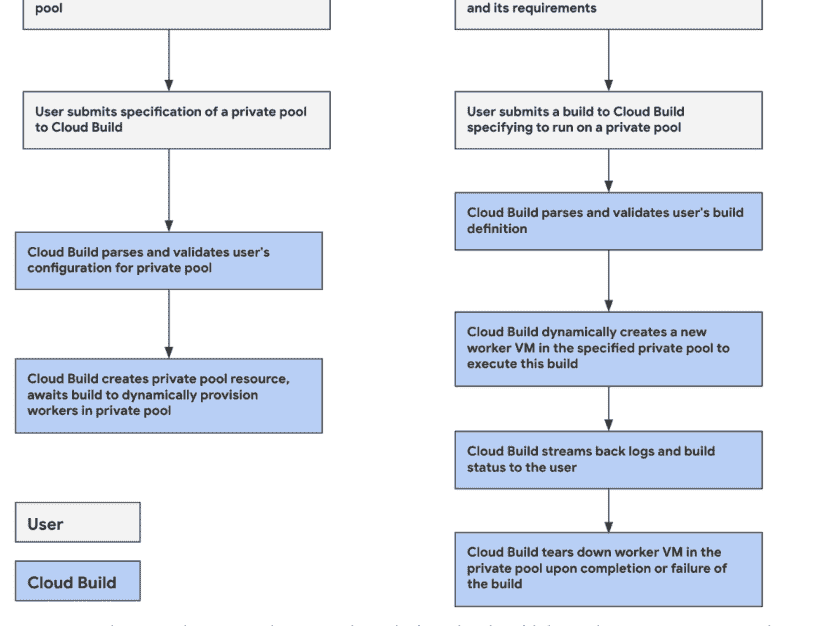 pool
User submits specification of a private pool
to Cloud Build
Cloud Build parses and validates user's
configuration for private pool
Cloud Build creates private pool resource,
awaits build to dynamically provision
workers in private pool
User
Cloud Build
and its requirements
User submits a build to Cloud Build
specifying to run on a private pool
Cloud Build parses and validates user's build
definition
Cloud Build dynamically creates a new
worker VM in the specified private pool to
execute this build
Cloud Build streams back logs and build
status to the user
Cloud Build tears down worker VM in the
private pool upon completion or failure of
the build